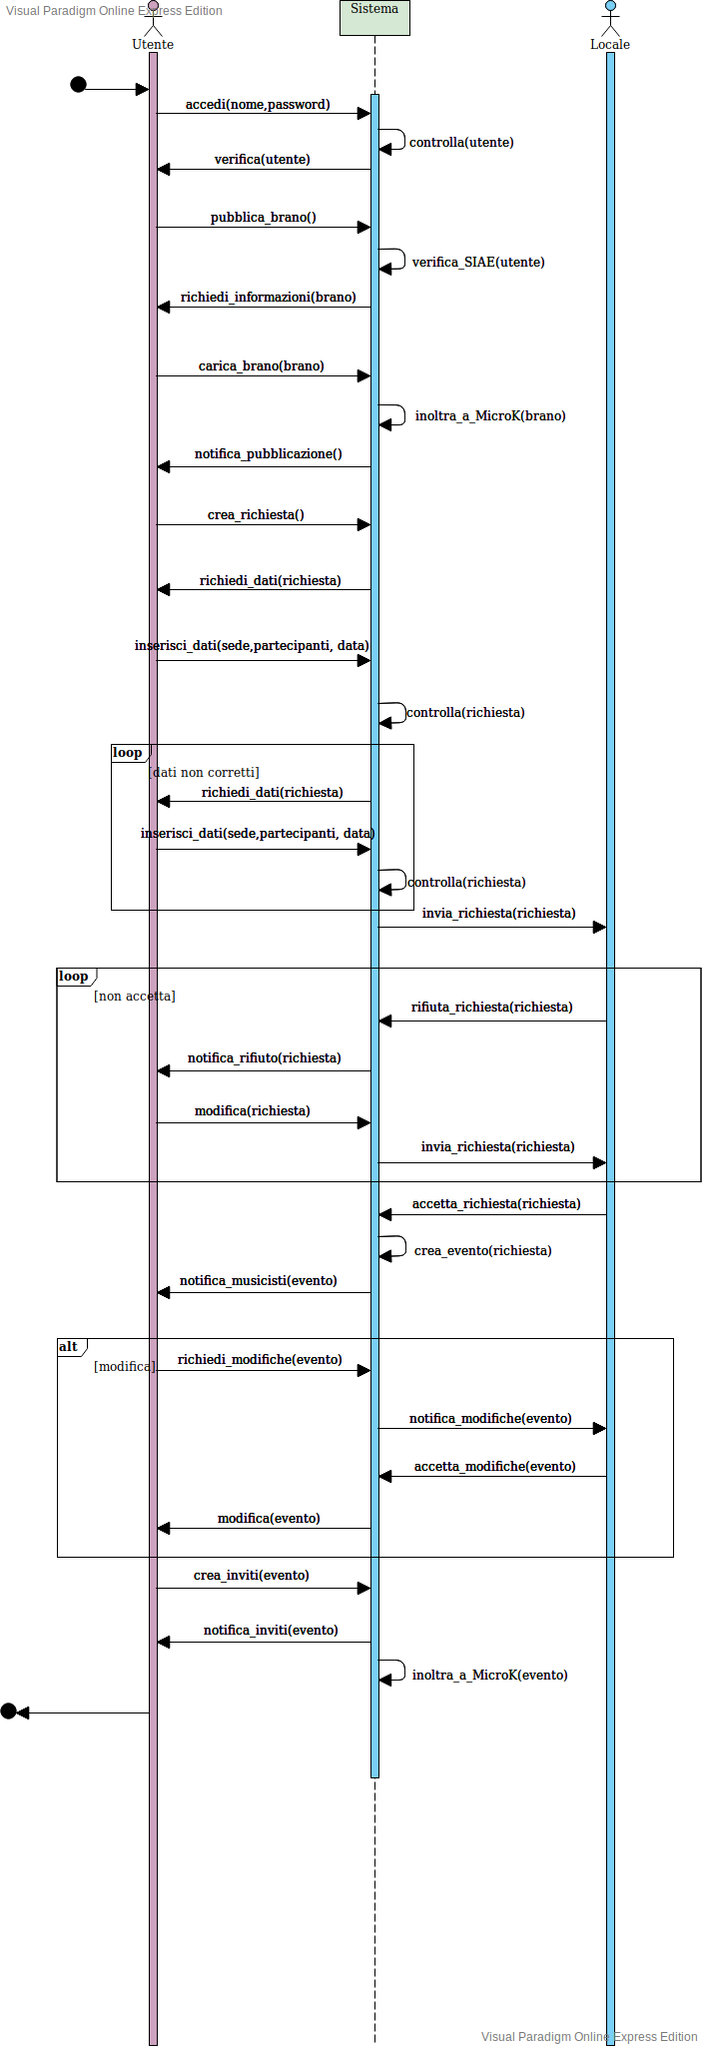 Visual Paradigm Online Express Edition
Sistema
Utente
Locale
accedi(nome,password)
controlla(utente)
verifica(utente)
pubblica_brano()
verifica_SIAE(utente)
richiedi_informazioni(brano)
carica_brano(brano)
inoltra_a_MicroK(brano)
notifica_pubblicazione()
crea_richiesta()
richiedi_dati(richiesta)
inserisci_dati(sede,partecipanti, data)
controlla(richiesta)
loop
[dati non corretti]
richiedi_dati(richiesta)
inserisci_dati(sede,partecipanti, data)
controlla(richiesta)
invia_richiesta(richiesta)
loop
[non accetta]
rifiuta_richiesta(richiesta)
notifica_rifiuto(richiesta)
modifica(richiesta)
invia_richiesta(richiesta)
accetta_richiesta(richiesta)
crea_evento(richiesta)
notifica_musicisti(evento)
alt
[modifica]
richiedi_modifiche(evento)
notifica_modifiche(evento)
accetta_modifiche(evento)
modifica(evento)
crea_inviti(evento)
notifica_inviti(evento)
inoltra_a_MicroK(evento)
Visual Paradigm Online Express Edition